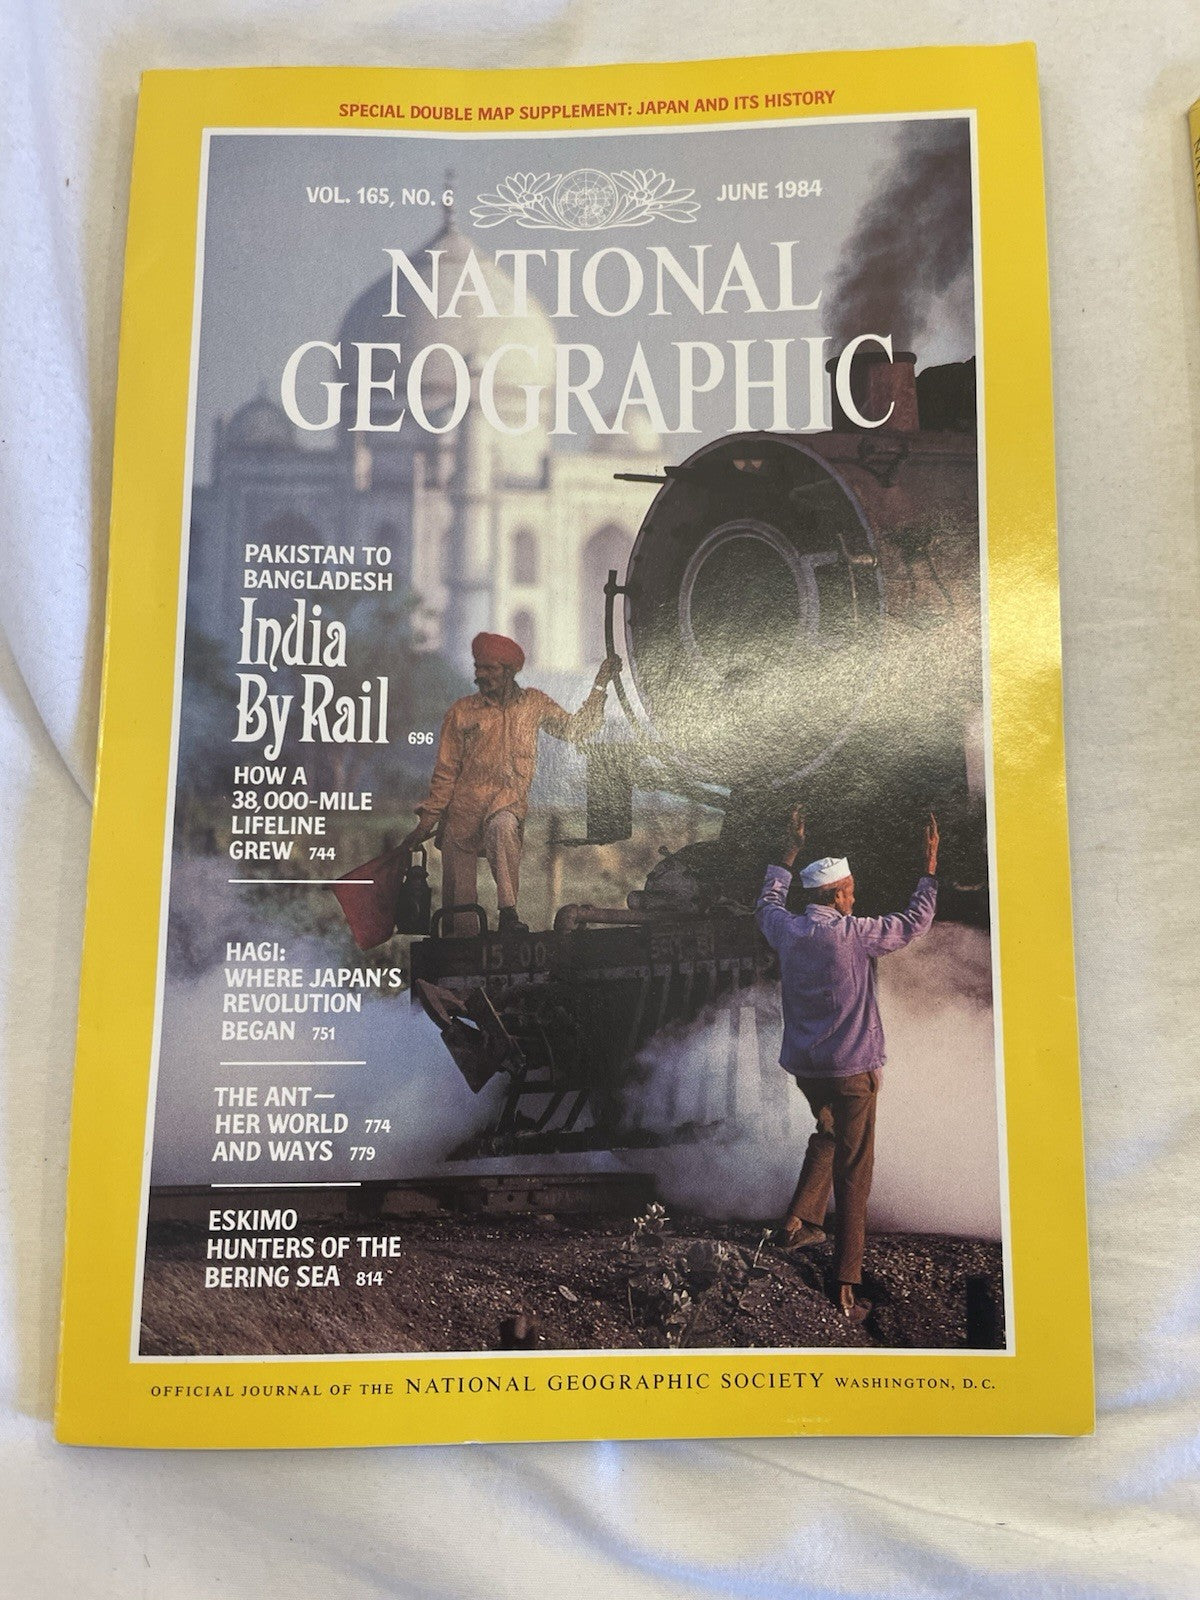 SPECIAL DOUBLE MAP SUPPLEMENT: JAPAN AND ITS HISTORY
VOL. 165, NO. 6
JUNE 1984
NATIONAL
GEOGRAPHIC
PAKISTAN TO
BANGLADESH
India
By Rail 696
HOW A
38,000-MILE
LIFELINE
GREW 744
HAGI:
WHERE JAPAN'S
REVOLUTION
BEGAN 751
THE ANT—
HER WORLD 774
AND WAYS 779
ESKIMO
HUNTERS OF THE
BERING SEA 814
OFFICIAL JOURNAL OF THE NATIONAL GEOGRAPHIC SOCIETY WASHINGTON, D.C.